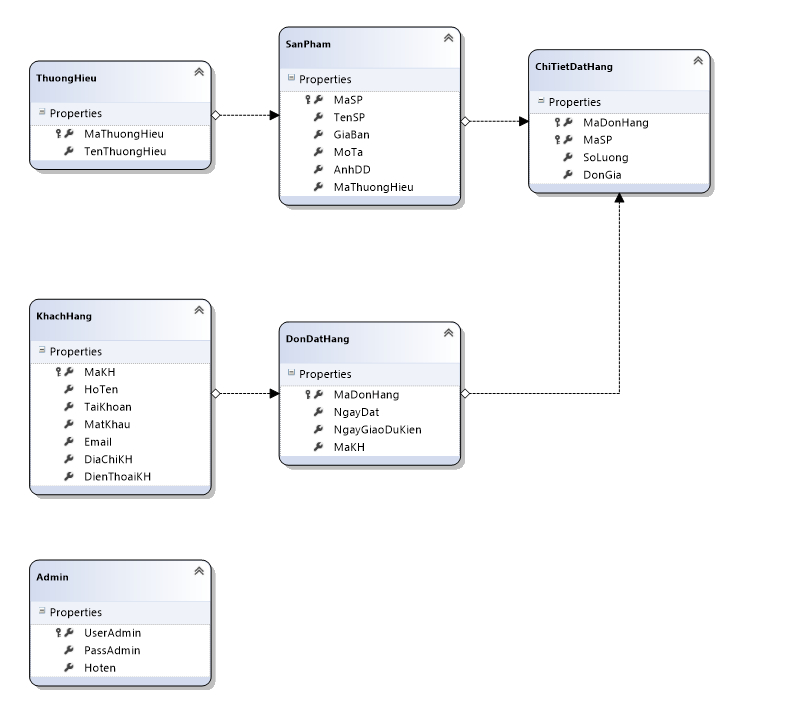 ThuongHieu
Properties
MaThuongHieu
TenThuongHieu
SanPham
Properties
MaSP
TenSP
GiaBan
MoTa
AnhDD
MaThuongHieu
ChiTietDatHang
Properties
MaDonHang
MaSP
SoLuong
DonGia
KhachHang
Properties
MaKH
HoTen
TaiKhoan
MatKhau
Email
DiaChiKH
DienThoaiKH
DonDatHang
Properties
MaDonHang
NgayDat
NgayGiaoDuKien
MaKH
Admin
Properties
UserAdmin
PassAdmin
Hoten